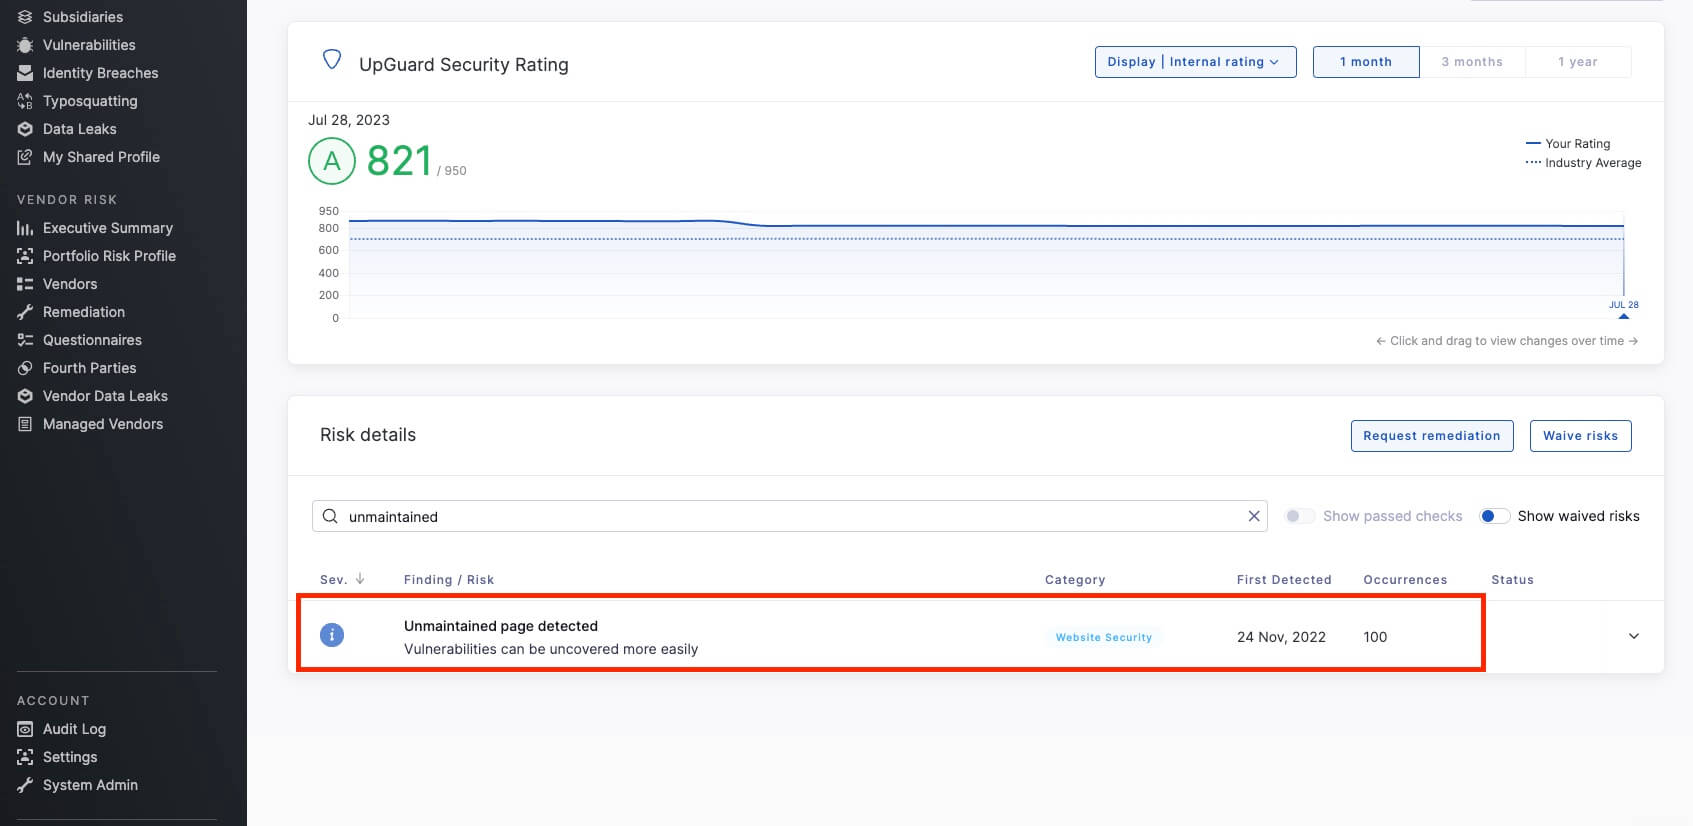 Subsidiaries
Vulnerabilities
Identity Breaches
Typosquatting
Data Leaks
My Shared Profile
VENDOR RISK
Executive Summary
Portfolio Risk Profile
Vendors
Remediation
Questionnaires
Fourth Parties
Vendor Data Leaks
Managed Vendors
ACCOUNT
Audit Log
Settings
System Admin
UpGuard Security Rating
Display | Internal rating
1 month
3 months
1 year
Jul 28, 2023
A 821 / 950
Your Rating
Industry Average
950
800
600
400
200
0
JUL 28
← Click and drag to view changes over time →
Risk details
Request remediation
Waive risks
unmaintained
Show passed checks
Show waived risks
Sev. ↓ Finding / Risk Category First Detected Occurrences Status
Unmaintained page detected
Vulnerabilities can be uncovered more easily
Website Security
24 Nov, 2022
100